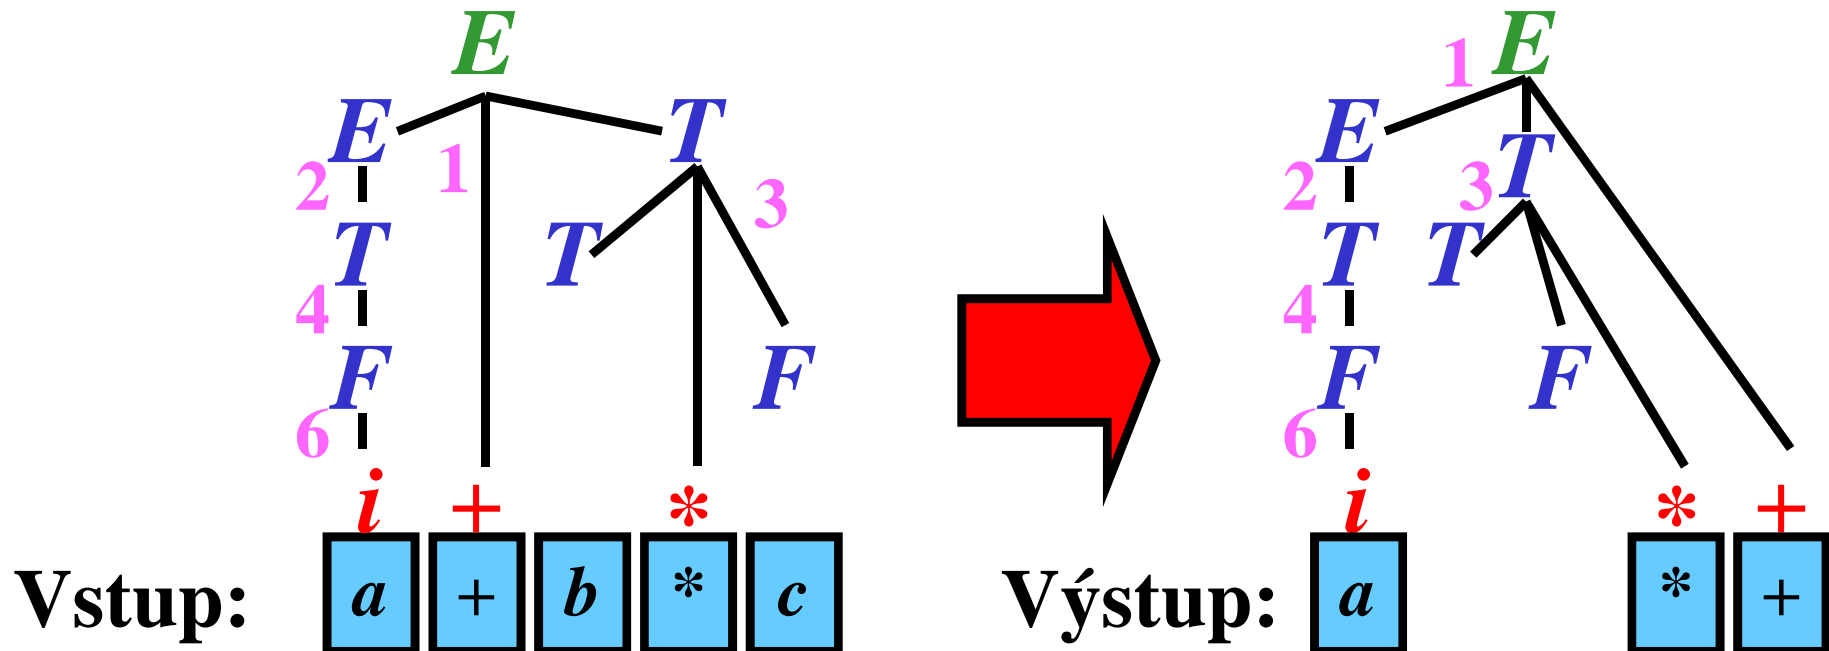 E 1 E
E 1 T E T
2 3 2 3
T T T T
4 4
F F F F
6 6
i + * i * +
Vstup: a + b * c Výstup: a * +